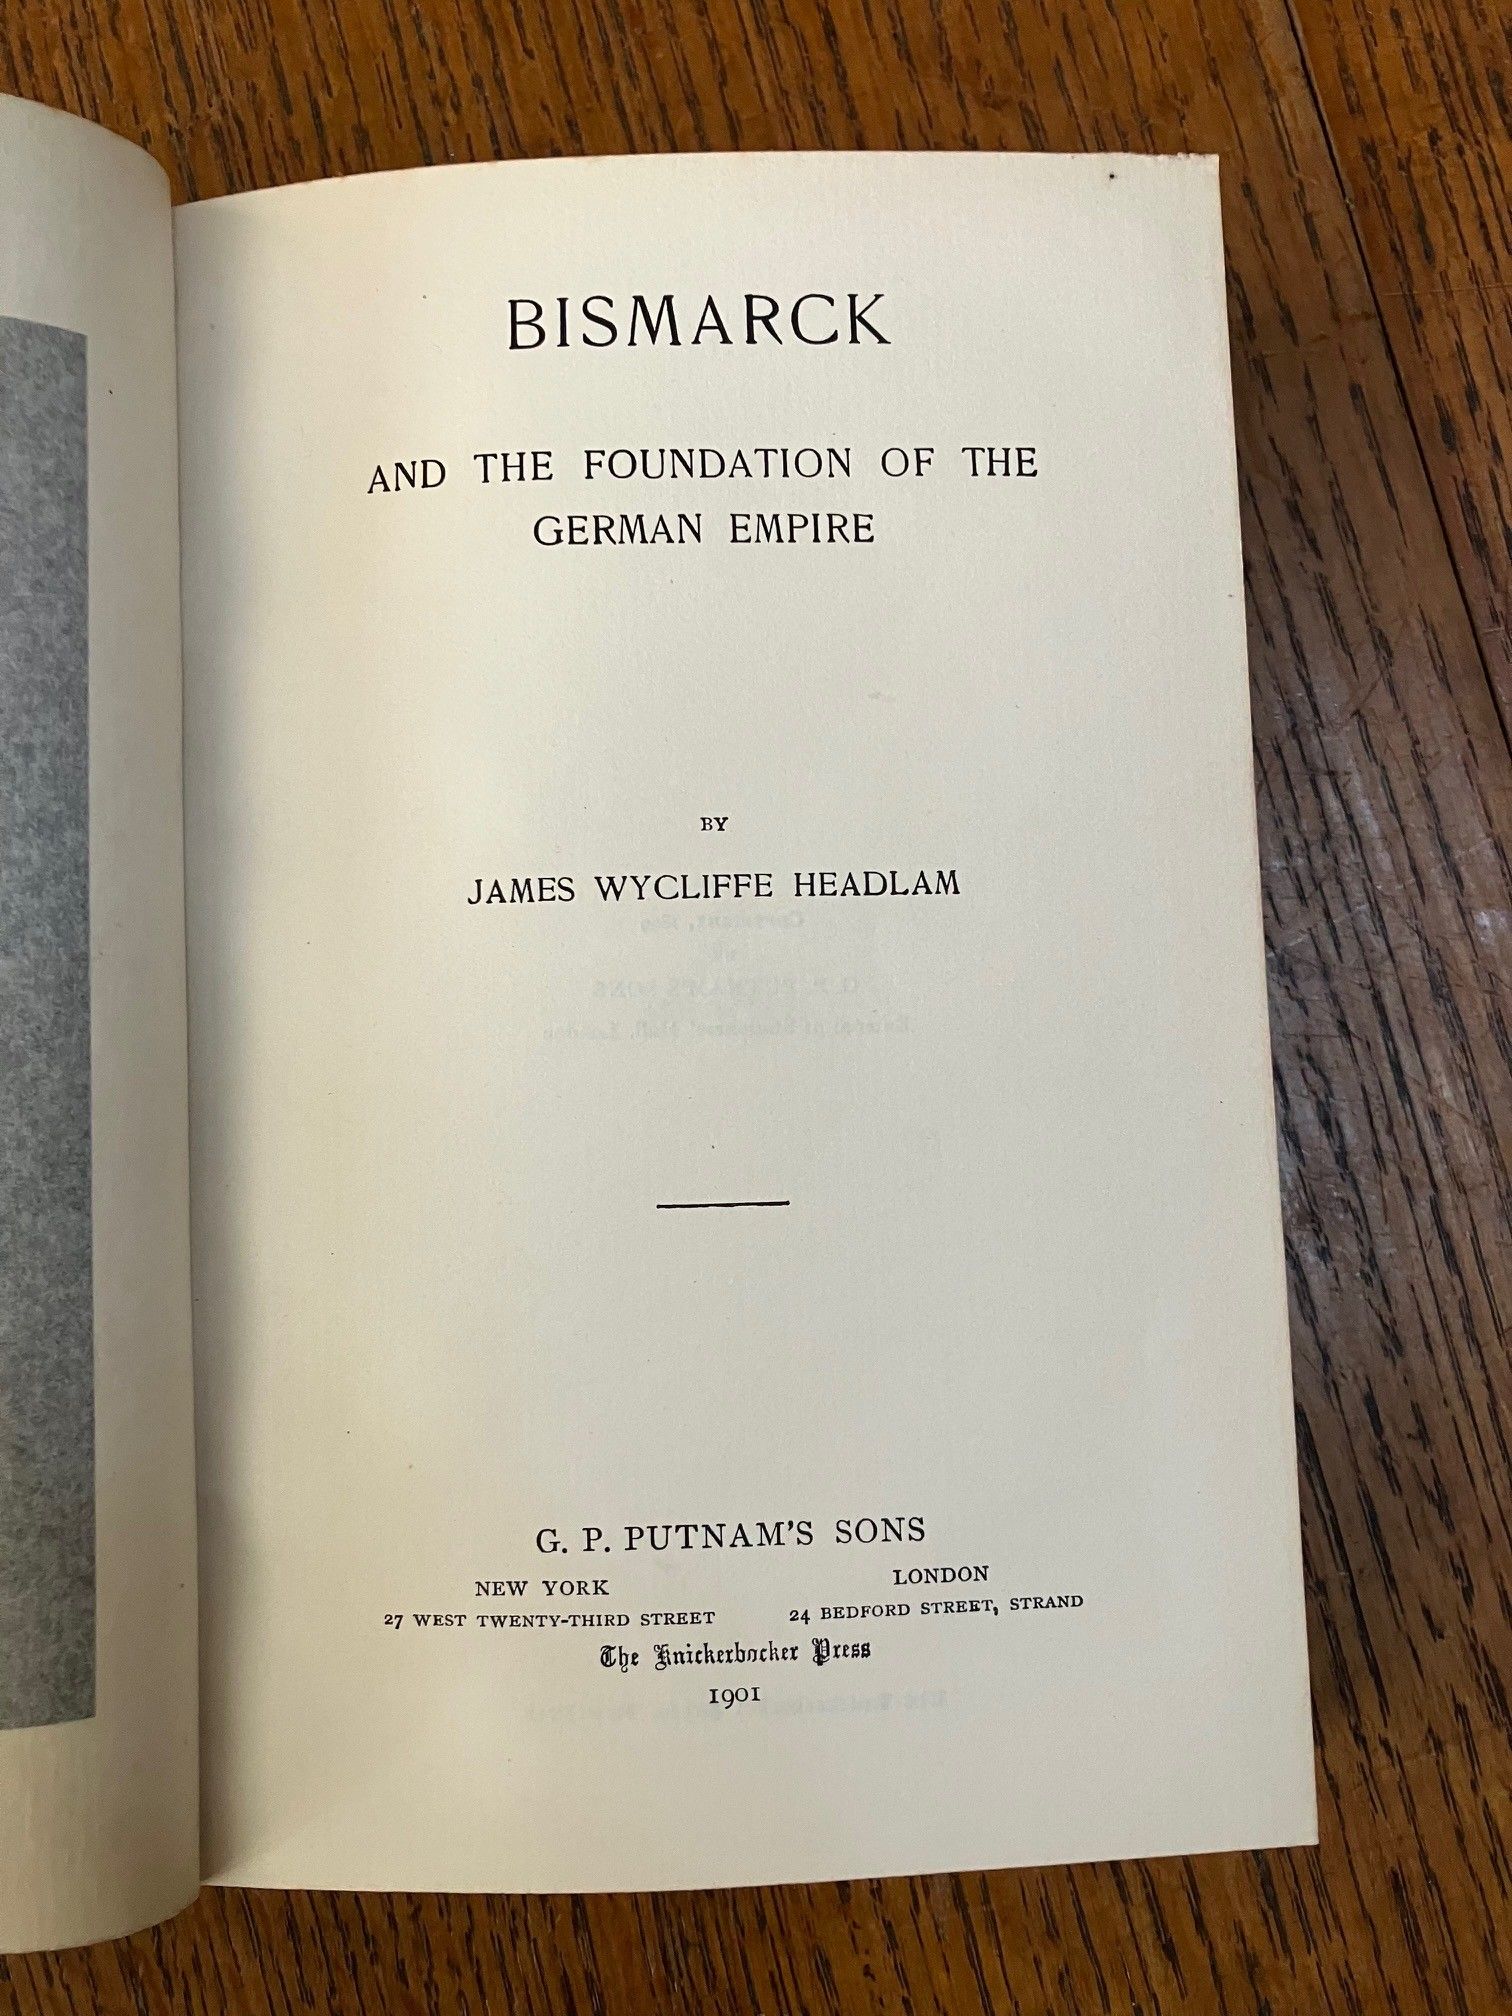 BISMARCK
AND THE FOUNDATION OF THE
GERMAN EMPIRE
BY
JAMES WYCLIFFE HEADLAM
G. P. PUTNAM'S SONS
NEW YORK
27 WEST TWENTY-THIRD STREET
LONDON
24 BEDFORD STREET, STRAND
The Knickerbocker Press
1901